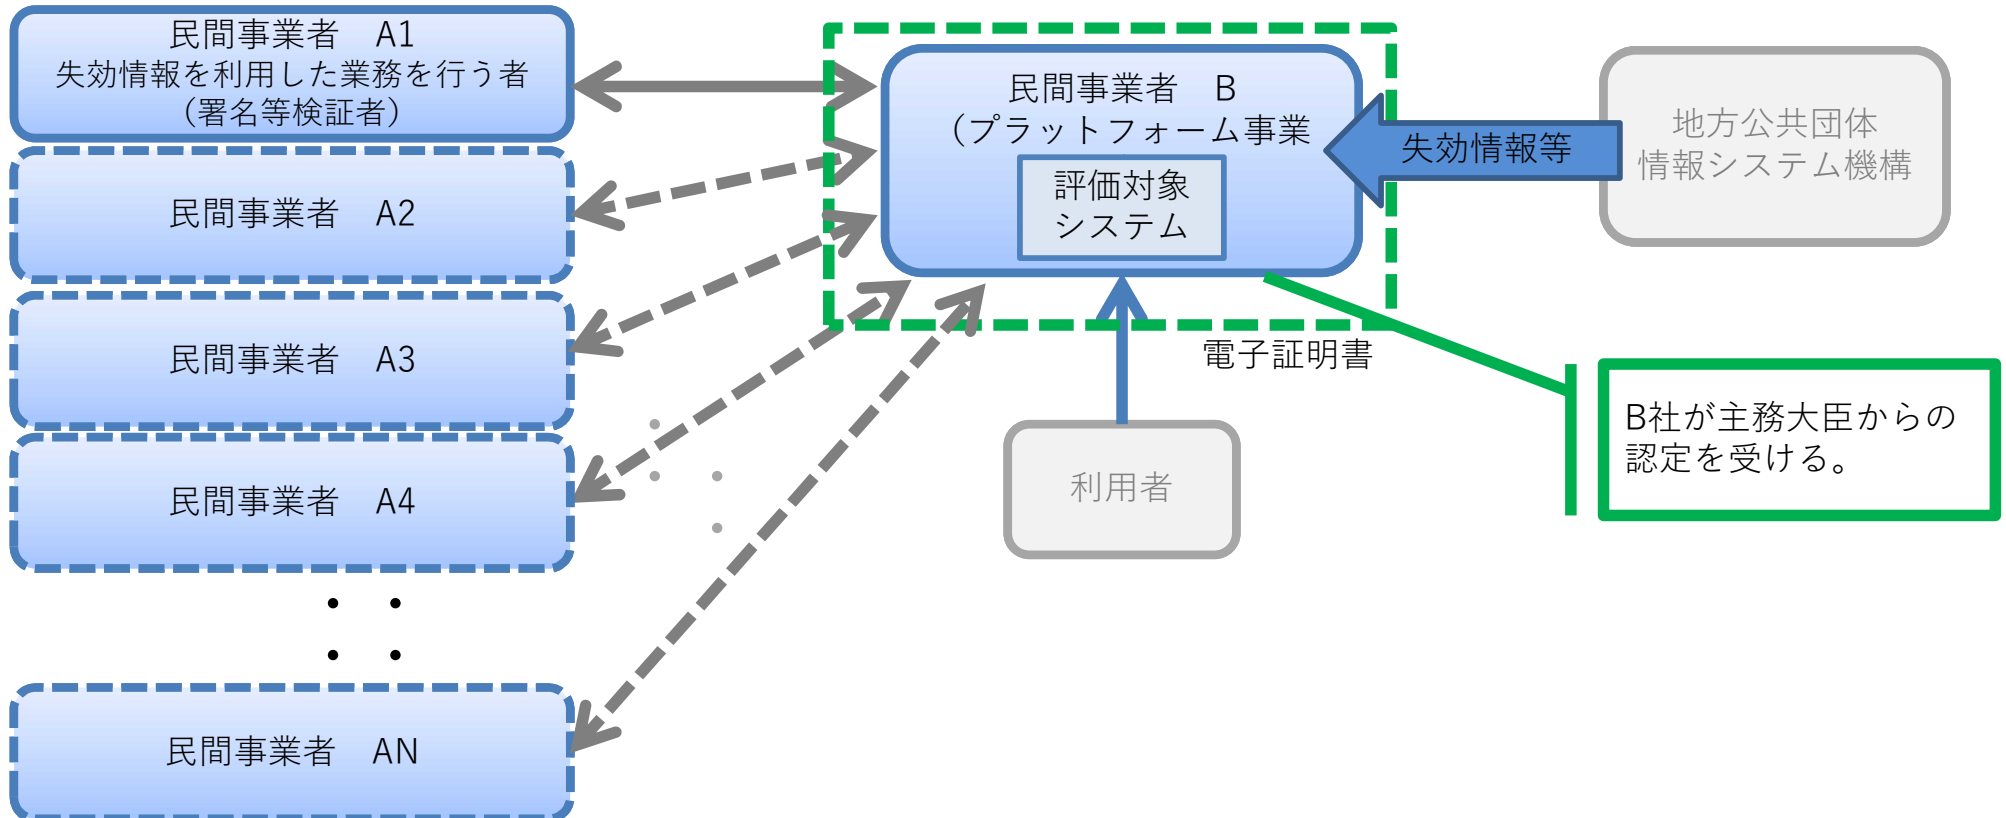 民間事業者　A1
失効情報を利用した業務を行う者
（署名等検証者）
民間事業者　A2
民間事業者　A3
民間事業者　A4
民間事業者　AN
民間事業者　B
（プラットフォーム事業
評価対象
システム
失効情報等
地方公共団体
情報システム機構
電子証明書
利用者
B社が主務大臣からの
認定を受ける。